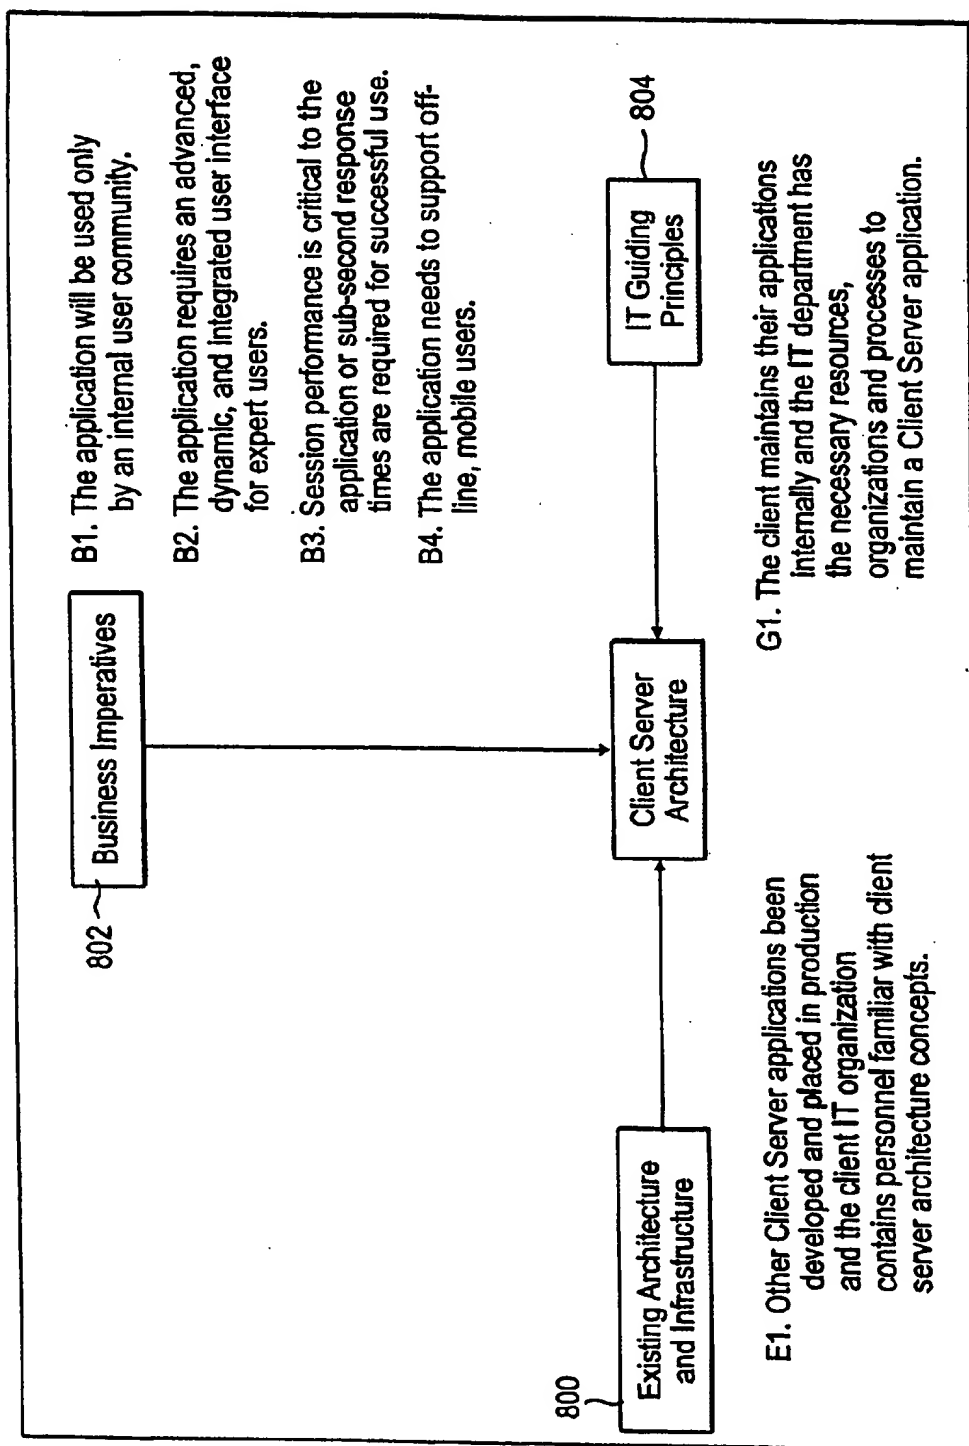 802
Business Imperatives
B1. The application will be used only
by an internal user community.
B2. The application requires an advanced,
dynamic, and integrated user interface
for expert users.
B3. Session performance is critical to the
application or sub-second response
times are required for successful use.
B4. The application needs to support off-
line, mobile users.
800
Existing Architecture
and Infrastructure
Client Server
Architecture
IT Guiding
Principles
804
E1. Other Client Server applications been
developed and placed in production
and the client IT organization
contains personnel familiar with client
server architecture concepts.
G1. The client maintains their applications
internally and the IT department has
the necessary resources,
organizations and processes to
maintain a Client Server application.